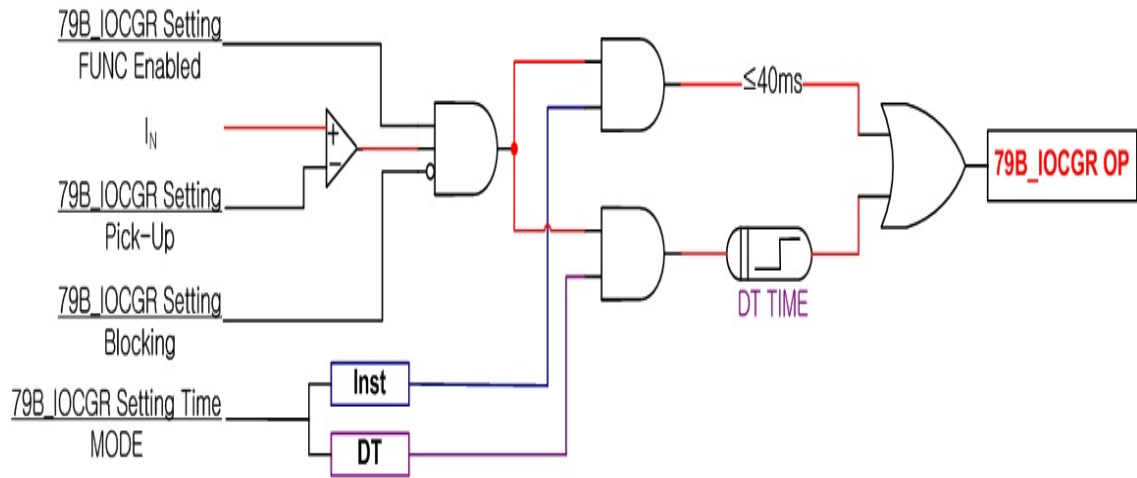 79B_IOCGR Setting
FUNC Enabled
IN
+
−
79B_IOCGR Setting
Pick-Up
79B_IOCGR Setting
Blocking
79B_IOCGR Setting Time
MODE
Inst
DT
≤40ms
DT TIME
79B_IOCGR OP